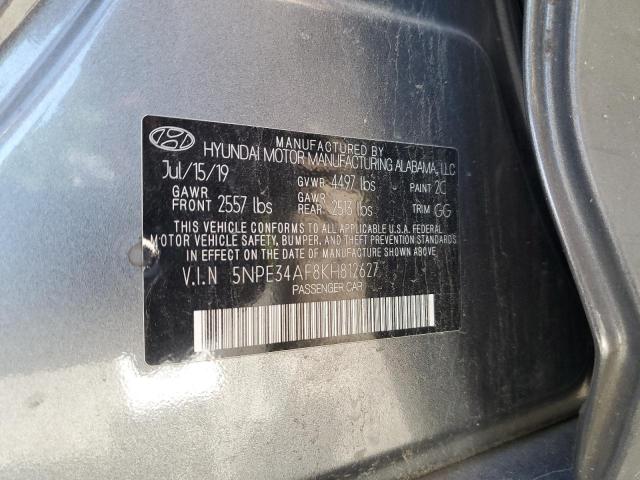 MANUFACTURED BY
HYUNDAI MOTOR MANUFACTURING ALABAMA, LLC
Jul/15/19 GVWR 4497 lbs PAINT 2C
GAWR FRONT 2557 lbs GAWR REAR 2513 lbs TRIM GG
THIS VEHICLE CONFORMS TO ALL APPLICABLE U.S.A. FEDERAL
MOTOR VEHICLE SAFETY, BUMPER, AND THEFT PREVENTION STANDARDS
IN EFFECT ON THE DATE OF MANUFACTURE SHOWN ABOVE.
V.I.N 5NPE34AF8KH812627
PASSENGER CAR